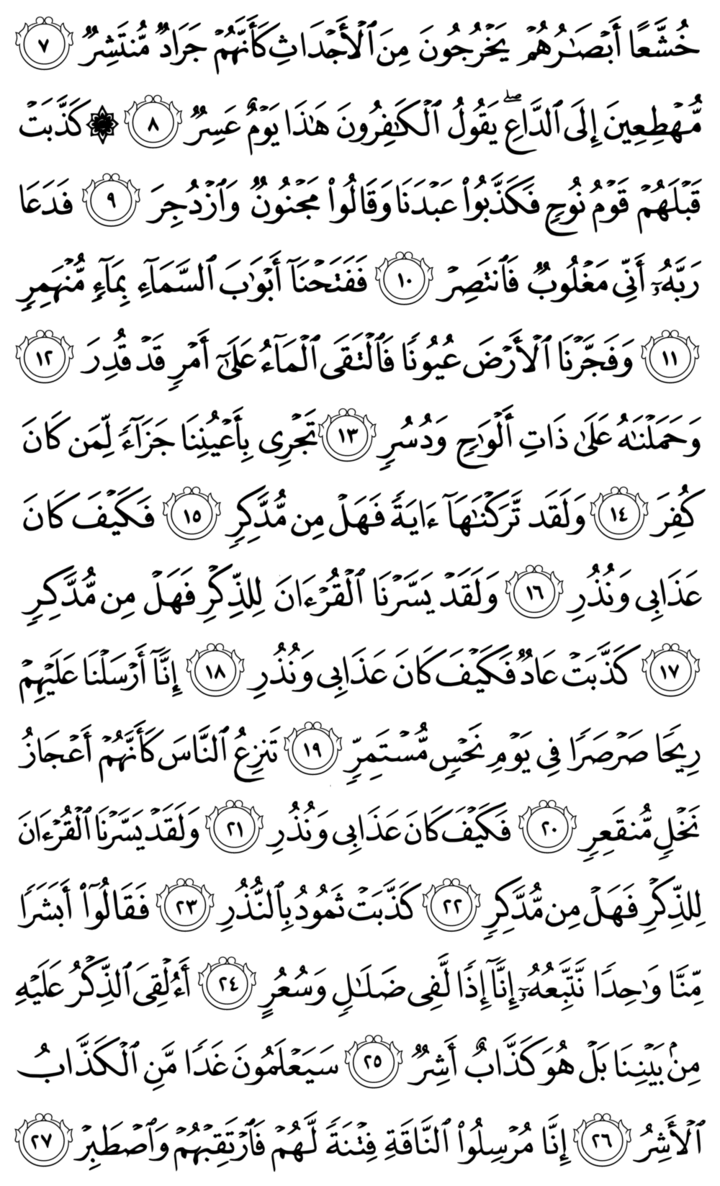 خُشَّعًا أَبْصَـٰرُهُمْ يَخْرُجُونَ مِنَ ٱلْأَجْدَاثِ كَأَنَّهُمْ جَرَادٌ مُّنتَشِرٌ ٧
مُّهْطِعِينَ إِلَى ٱلدَّاعِ ۖ يَقُولُ ٱلْكَـٰفِرُونَ هَـٰذَا يَوْمٌ عَسِرٌ ٨ ۞ كَذَّبَتْ
قَبْلَهُمْ قَوْمُ نُوحٍ فَكَذَّبُوا۟ عَبْدَنَا وَقَالُوا۟ مَجْنُونٌ وَٱزْدُجِرَ ٩ فَدَعَا
رَبَّهُۥٓ أَنِّى مَغْلُوبٌ فَٱنتَصِرْ ١٠ فَفَتَحْنَآ أَبْوَٰبَ ٱلسَّمَآءِ بِمَآءٍ مُّنْهَمِرٍ
١١ وَفَجَّرْنَا ٱلْأَرْضَ عُيُونًا فَٱلْتَقَى ٱلْمَآءُ عَلَىٰٓ أَمْرٍ قَدْ قُدِرَ ١٢
وَحَمَلْنَـٰهُ عَلَىٰ ذَاتِ أَلْوَٰحٍ وَدُسُرٍ ١٣ تَجْرِى بِأَعْيُنِنَا جَزَآءً لِّمَن كَانَ
كُفِرَ ١٤ وَلَقَد تَّرَكْنَـٰهَآ ءَايَةً فَهَلْ مِن مُّدَّكِرٍ ١٥ فَكَيْفَ كَانَ
عَذَابِى وَنُذُرِ ١٦ وَلَقَدْ يَسَّرْنَا ٱلْقُرْءَانَ لِلذِّكْرِ فَهَلْ مِن مُّدَّكِرٍ
١٧ كَذَّبَتْ عَادٌ فَكَيْفَ كَانَ عَذَابِى وَنُذُرِ ١٨ إِنَّآ أَرْسَلْنَا عَلَيْهِمْ
رِيحًا صَرْصَرًا فِى يَوْمِ نَحْسٍ مُّسْتَمِرٍّ ١٩ تَنزِعُ ٱلنَّاسَ كَأَنَّهُمْ أَعْجَازُ
نَخْلٍ مُّنقَعِرٍ ٢٠ فَكَيْفَ كَانَ عَذَابِى وَنُذُرِ ٢١ وَلَقَدْ يَسَّرْنَا ٱلْقُرْءَانَ
لِلذِّكْرِ فَهَلْ مِن مُّدَّكِرٍ ٢٢ كَذَّبَتْ ثَمُودُ بِٱلنُّذُرِ ٢٣ فَقَالُوٓا۟ أَبَشَرًا
مِّنَّا وَٰحِدًا نَّتَّبِعُهُۥٓ إِنَّآ إِذًا لَّفِى ضَلَـٰلٍ وَسُعُرٍ ٢٤ أَءُلْقِىَ ٱلذِّكْرُ عَلَيْهِ
مِنۢ بَيْنِنَا بَلْ هُوَ كَذَّابٌ أَشِرٌ ٢٥ سَيَعْلَمُونَ غَدًا مَّنِ ٱلْكَذَّابُ
ٱلْأَشِرُ ٢٦ إِنَّا مُرْسِلُوا۟ ٱلنَّاقَةِ فِتْنَةً لَّهُمْ فَٱرْتَقِبْهُمْ وَٱصْطَبِرْ ٢٧